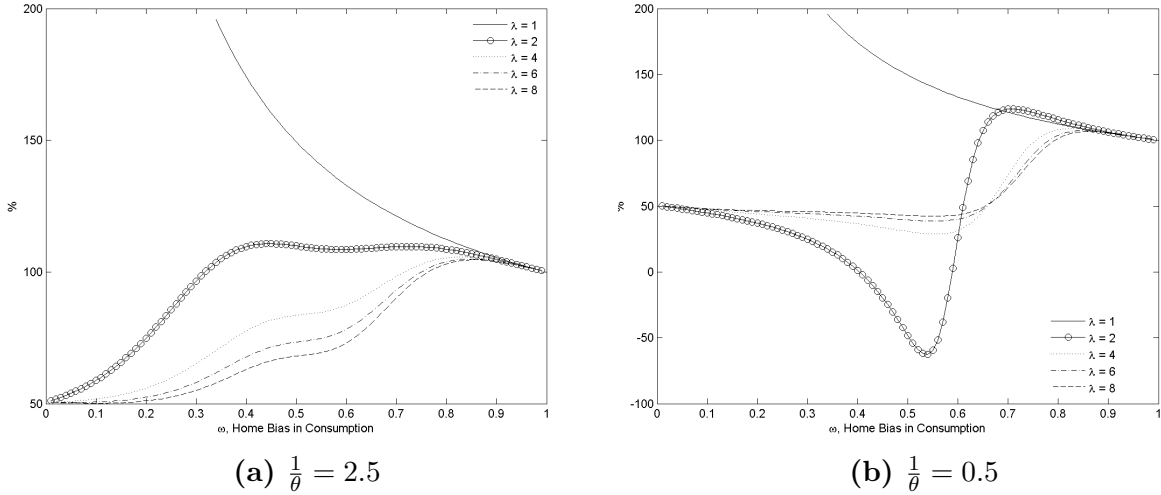 200
150
100
50
%
0
0.1
0.2
0.3
0.4
0.5
0.6
0.7
0.8
0.9
1
ω, Home Bias in Consumption
λ = 1
λ = 2
λ = 4
λ = 6
λ = 8
(a) 1/θ = 2.5
200
150
100
50
0
-50
-100
%
0
0.1
0.2
0.3
0.4
0.5
0.6
0.7
0.8
0.9
1
ω, Home Bias in Consumption
λ = 1
λ = 2
λ = 4
λ = 6
λ = 8
(b) 1/θ = 0.5